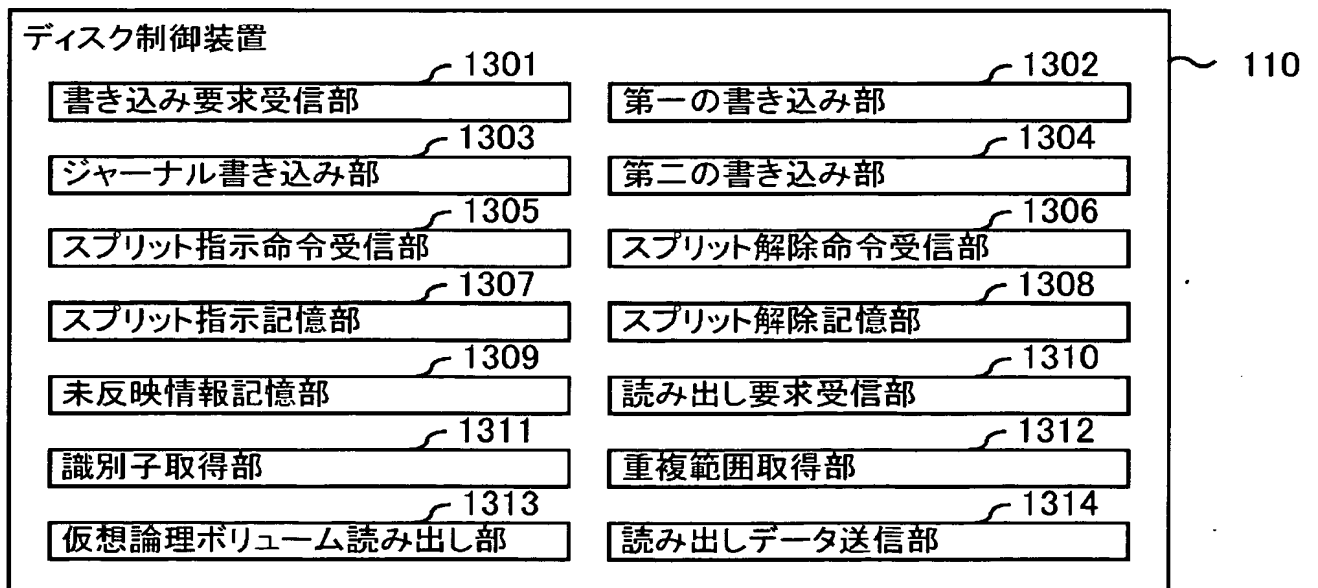 ディスク制御装置
110
1301
書き込み要求受信部
1302
第一の書き込み部
1303
ジャーナル書き込み部
1304
第二の書き込み部
1305
スプリット指示命令受信部
1306
スプリット解除命令受信部
1307
スプリット指示記憶部
1308
スプリット解除記憶部
1309
未反映情報記憶部
1310
読み出し要求受信部
1311
識別子取得部
1312
重複範囲取得部
1313
仮想論理ボリューム読み出し部
1314
読み出しデータ送信部